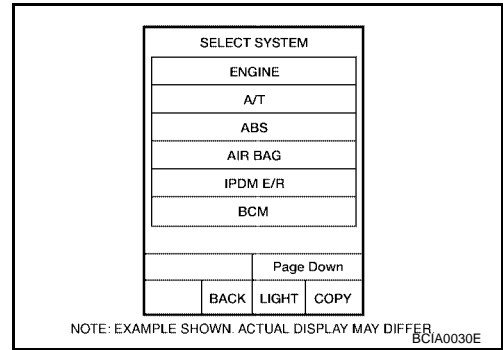 SELECT SYSTEM
ENGINE
A/T
ABS
AIR BAG
IPDM E/R
BCM
Page Down
BACK LIGHT COPY
NOTE: EXAMPLE SHOWN. ACTUAL DISPLAY MAY DIFFER.
BCIA0030E